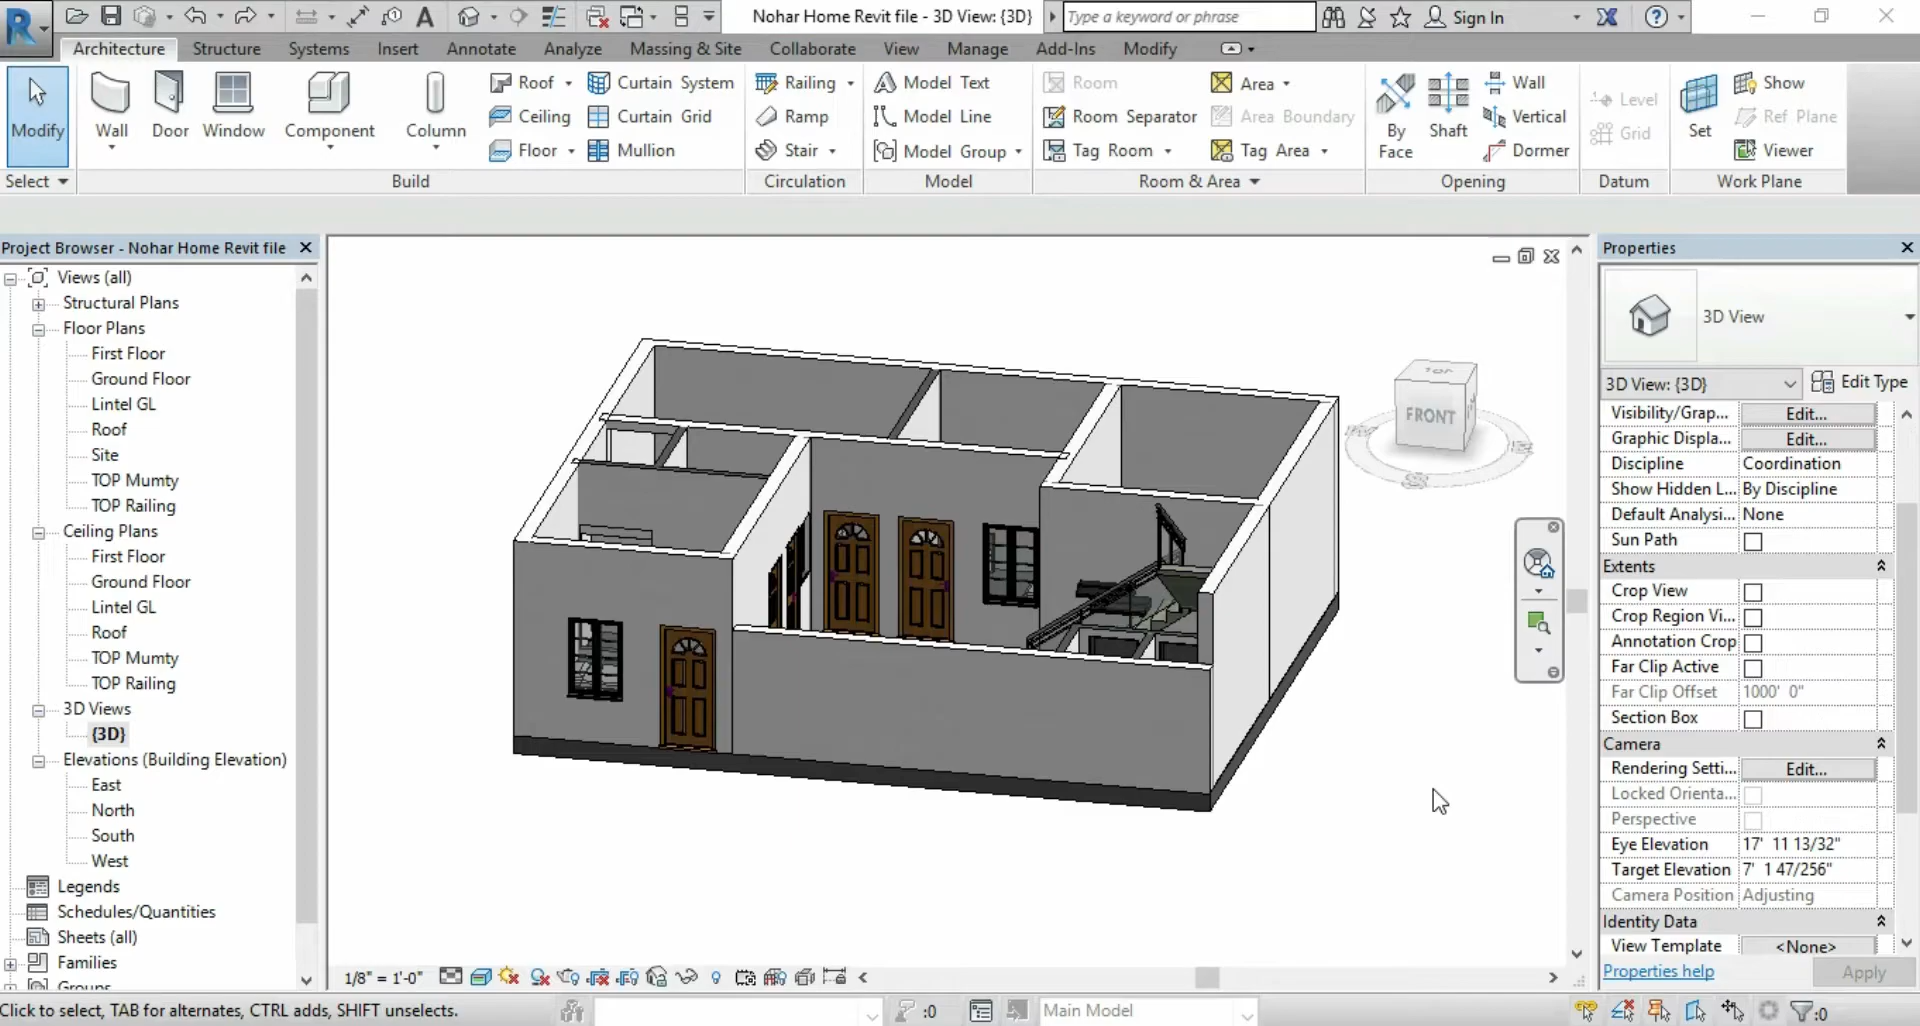 Nohar Home Revit file - 3D View: {3D}
Type a keyword or phrase
Sign In
Architecture
Structure
Systems
Insert
Annotate
Analyze
Massing & Site
Collaborate
View
Manage
Add-Ins
Modify
Modify
Wall
Door
Window
Component
Column
Roof
Ceiling
Floor
Curtain System
Curtain Grid
Mullion
Railing
Ramp
Stair
Model Text
Model Line
Model Group
Room
Room Separator
Tag Room
Area
Area Boundary
Tag Area
By Face
Shaft
Wall
Vertical
Dormer
Level
Grid
Set
Show
Ref Plane
Viewer
Select
Build
Circulation
Model
Room & Area
Opening
Datum
Work Plane
Project Browser - Nohar Home Revit file
Views (all)
Structural Plans
Floor Plans
First Floor
Ground Floor
Lintel GL
Roof
Site
TOP Mumty
TOP Railing
Ceiling Plans
First Floor
Ground Floor
Lintel GL
Roof
TOP Mumty
TOP Railing
3D Views
{3D}
Elevations (Building Elevation)
East
North
South
West
Legends
Schedules/Quantities
Sheets (all)
Families
Groups
TOP
FRONT
Properties
3D View
3D View: {3D}
Edit Type
Visibility/Grap... Edit...
Graphic Displa... Edit...
Discipline Coordination
Show Hidden L... By Discipline
Default Analysi... None
Sun Path
Extents
Crop View
Crop Region Vi...
Annotation Crop
Far Clip Active
Far Clip Offset 1000' 0"
Section Box
Camera
Rendering Setti... Edit...
Locked Orienta...
Perspective
Eye Elevation 17' 11 13/32"
Target Elevation 7' 1 47/256"
Camera Position Adjusting
Identity Data
View Template <None>
Properties help
Apply
1/8" = 1'-0"
Click to select, TAB for alternates, CTRL adds, SHIFT unselects.
:0
Main Model
:0